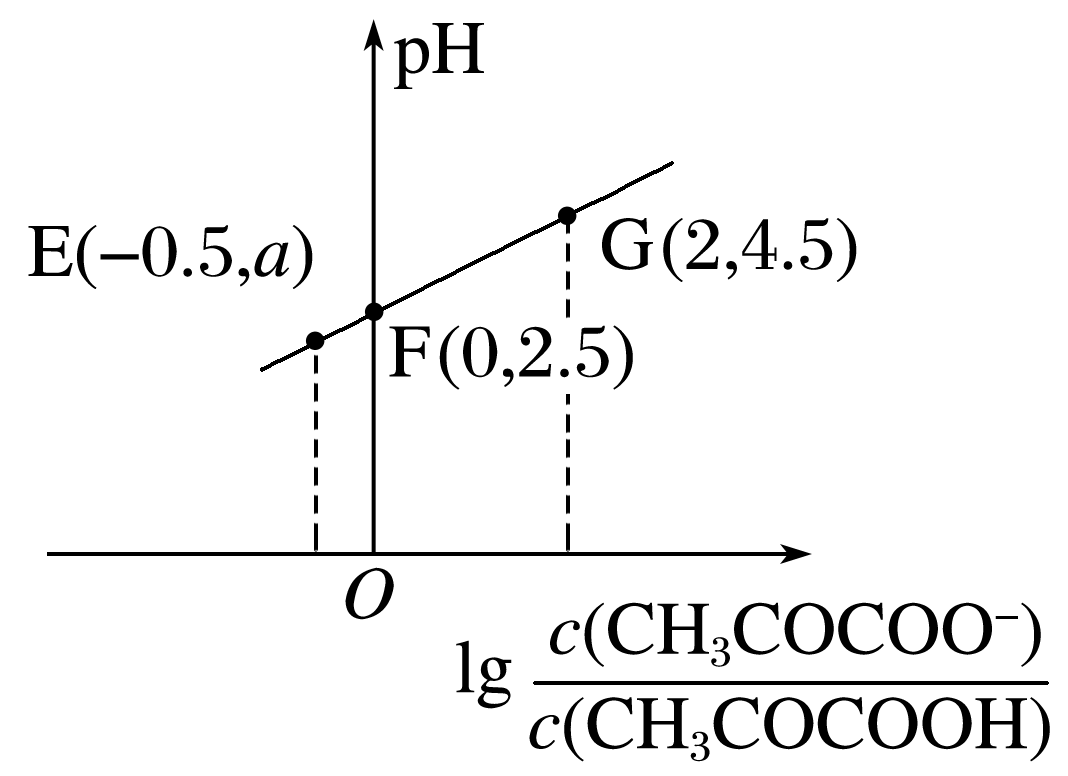 pH
E(−0.5,a)
G(2,4.5)
F(0,2.5)
O
lg c(CH₃COCOO⁻)
c(CH₃COCOOH)